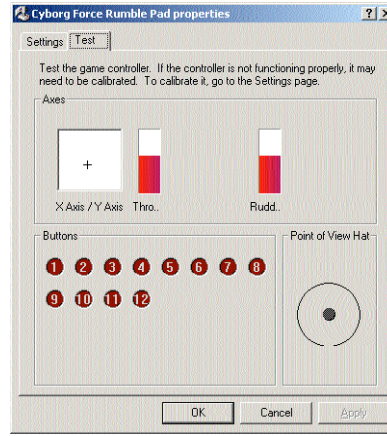 Cyborg Force Rumble Pad properties
Settings Test
Test the game controller. If the controller is not functioning properly, it may
need to be calibrated. To calibrate it, go to the Settings page.
Axes
X Axis / Y Axis Thro.. Rudd..
Buttons Point of View Hat
1 2 3 4 5 6 7 8
9 10 11 12
OK Cancel Apply